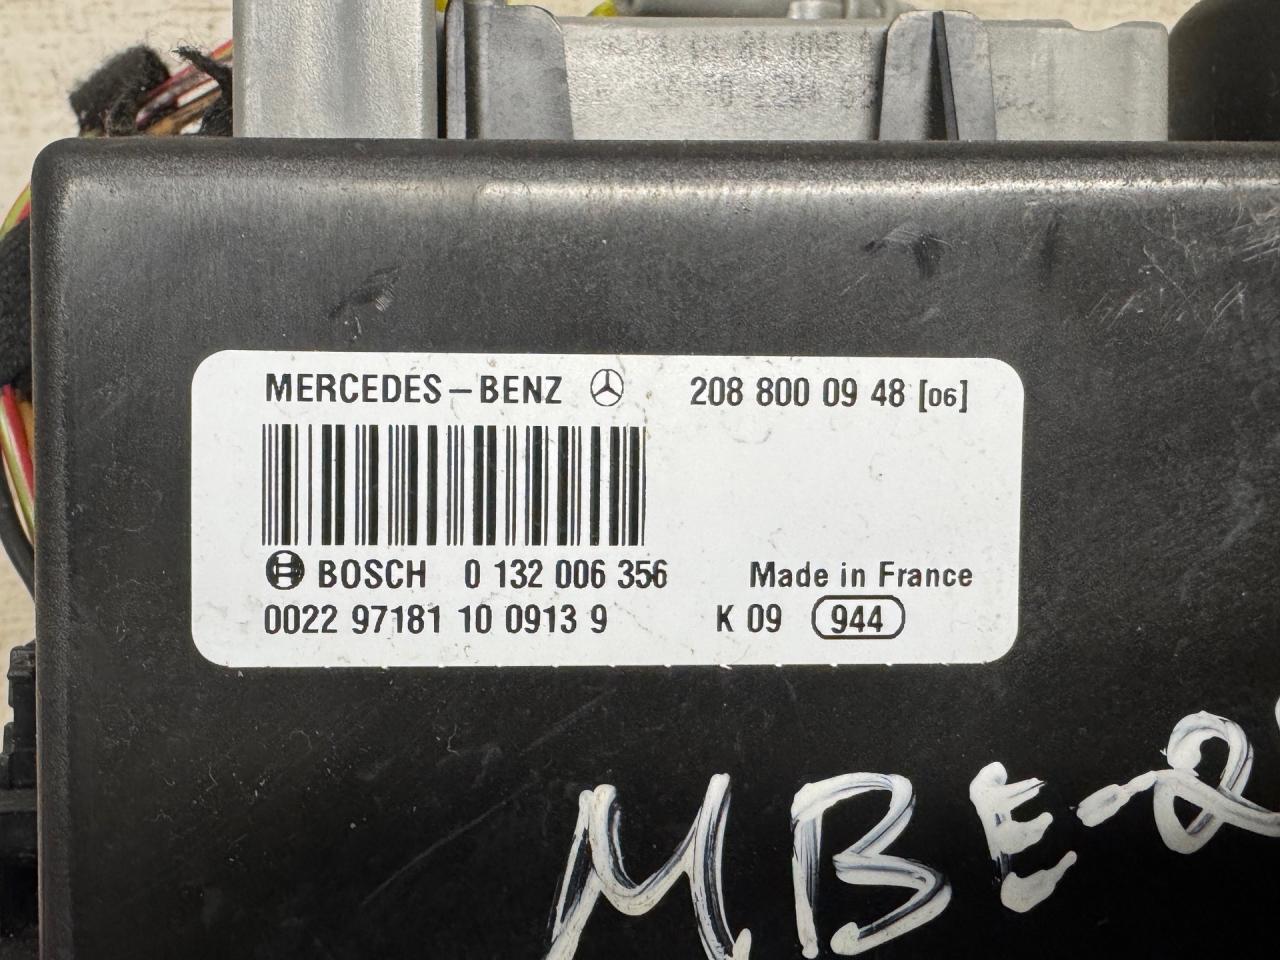 MERCEDES-BENZ 208 800 09 48 [06]
BOSCH 0 132 006 356 Made in France
0022 97181 10 0913 9 K 09 944
MBE-2